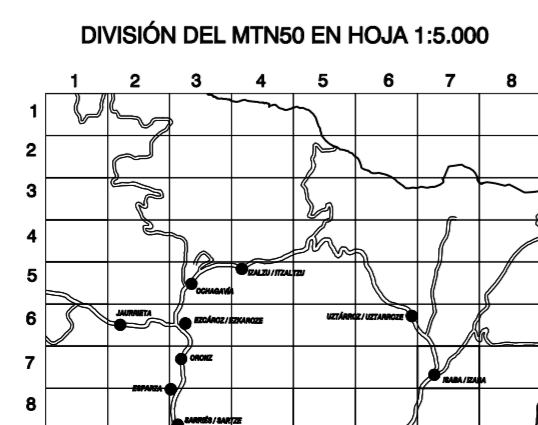 DIVISIÓN DEL MTN50 EN HOJA 1:5.000
1 2 3 4 5 6 7 8
1
2
3
4
5
IZALZU / ITZALTZU
OCHAGAVÍA
6
JAURRIETA
EZCÁROZ / EZKAROZE
UZTÁRROZ / UZTARROZE
7
ORONZ
ISABA / IZABA
ESPARZA
8
SARRIÉS / SARTZE